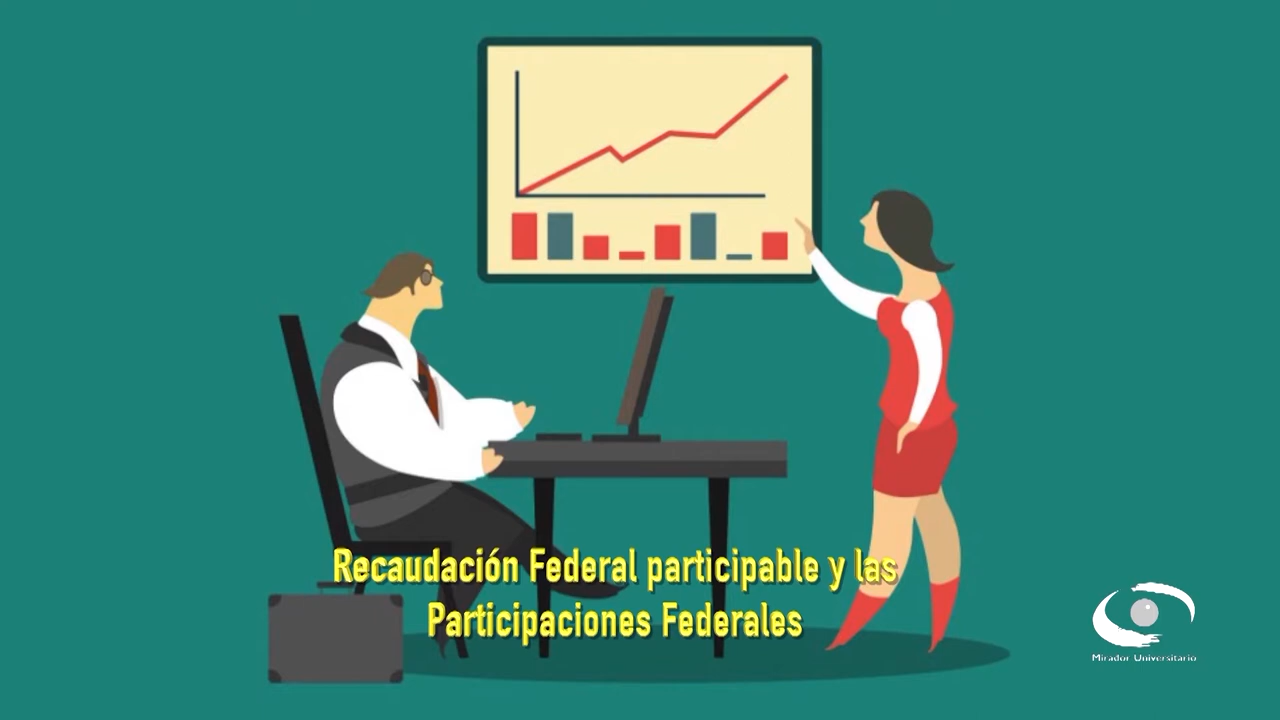 Recaudación Federal participable y las
Participaciones Federales
Mirador Universitario